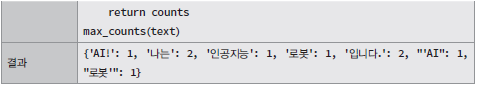 return counts
max_counts(text)
결과
{'AI!': 1, '나는': 2, '인공지능': 1, '로봇': 1, '입니다.': 2, "'AI": 1,
"로봇'": 1}